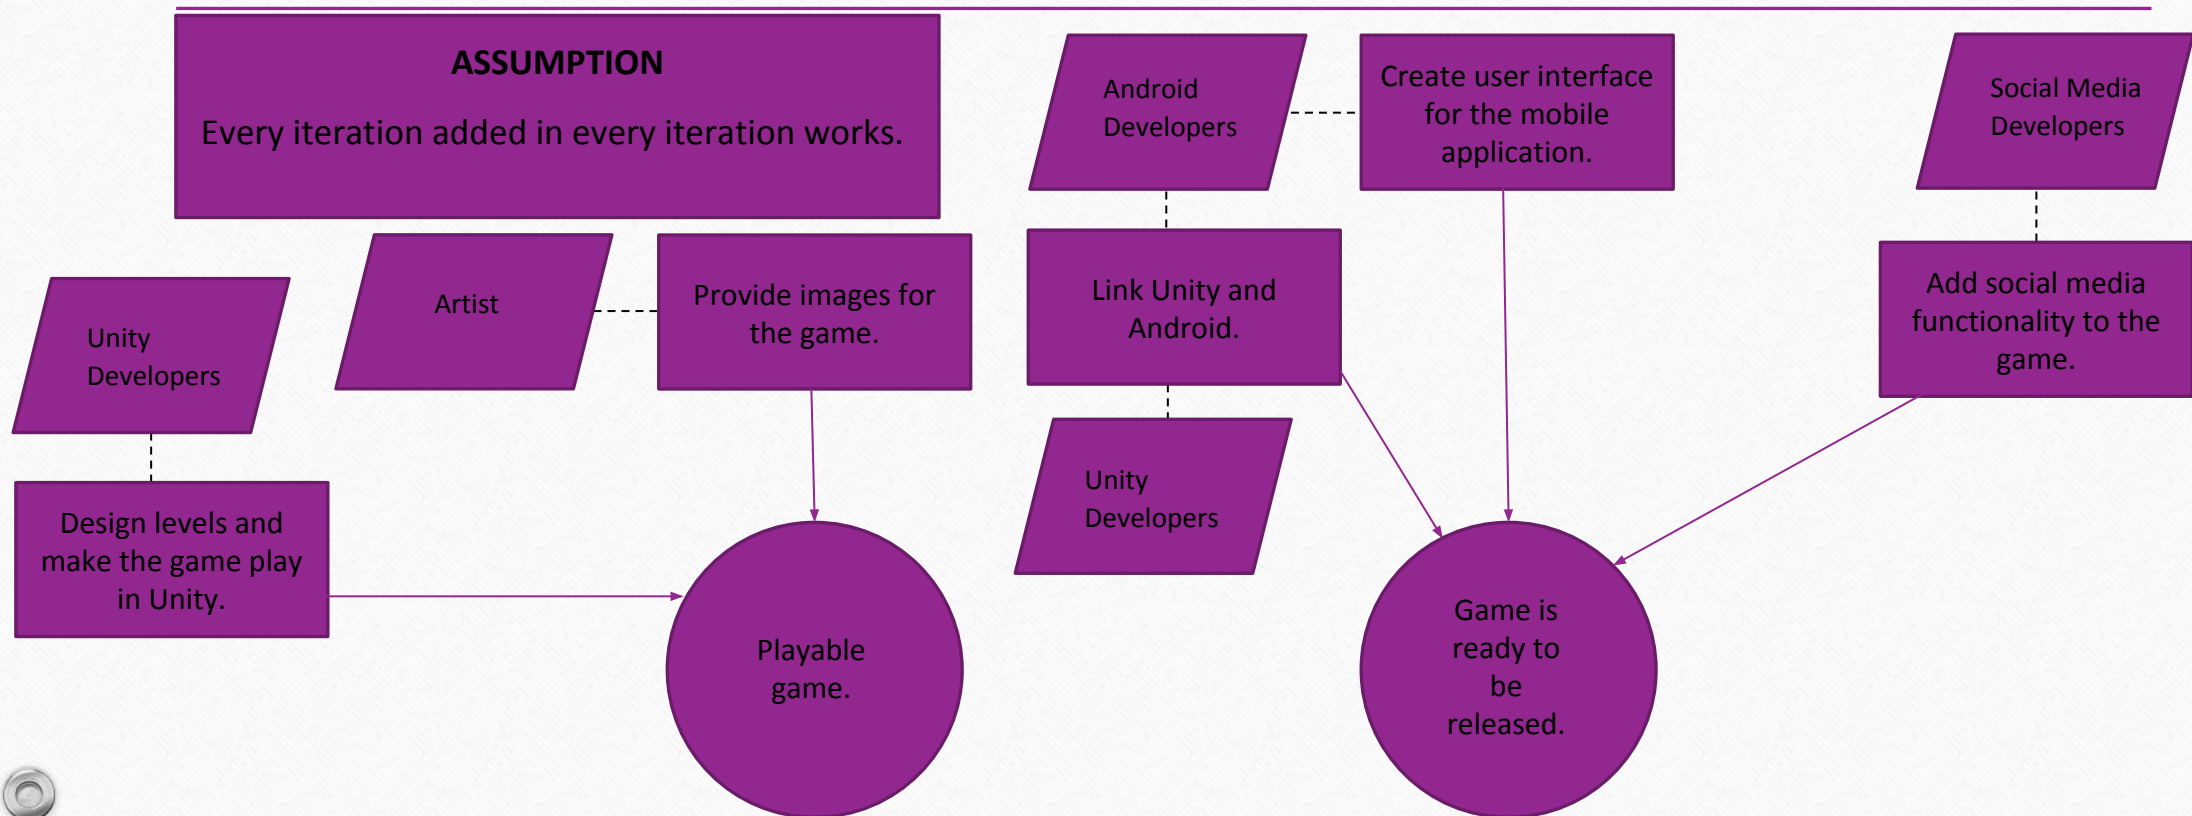 ASSUMPTION
Every iteration added in every iteration works.
Android
Developers
Create user interface
for the mobile
application.
Social Media
Developers
Unity
Developers
Artist
Provide images for
the game.
Link Unity and
Android.
Add social media
functionality to the
game.
Unity
Developers
Design levels and
make the game play
in Unity.
Playable
game.
Game is
ready to
be
released.